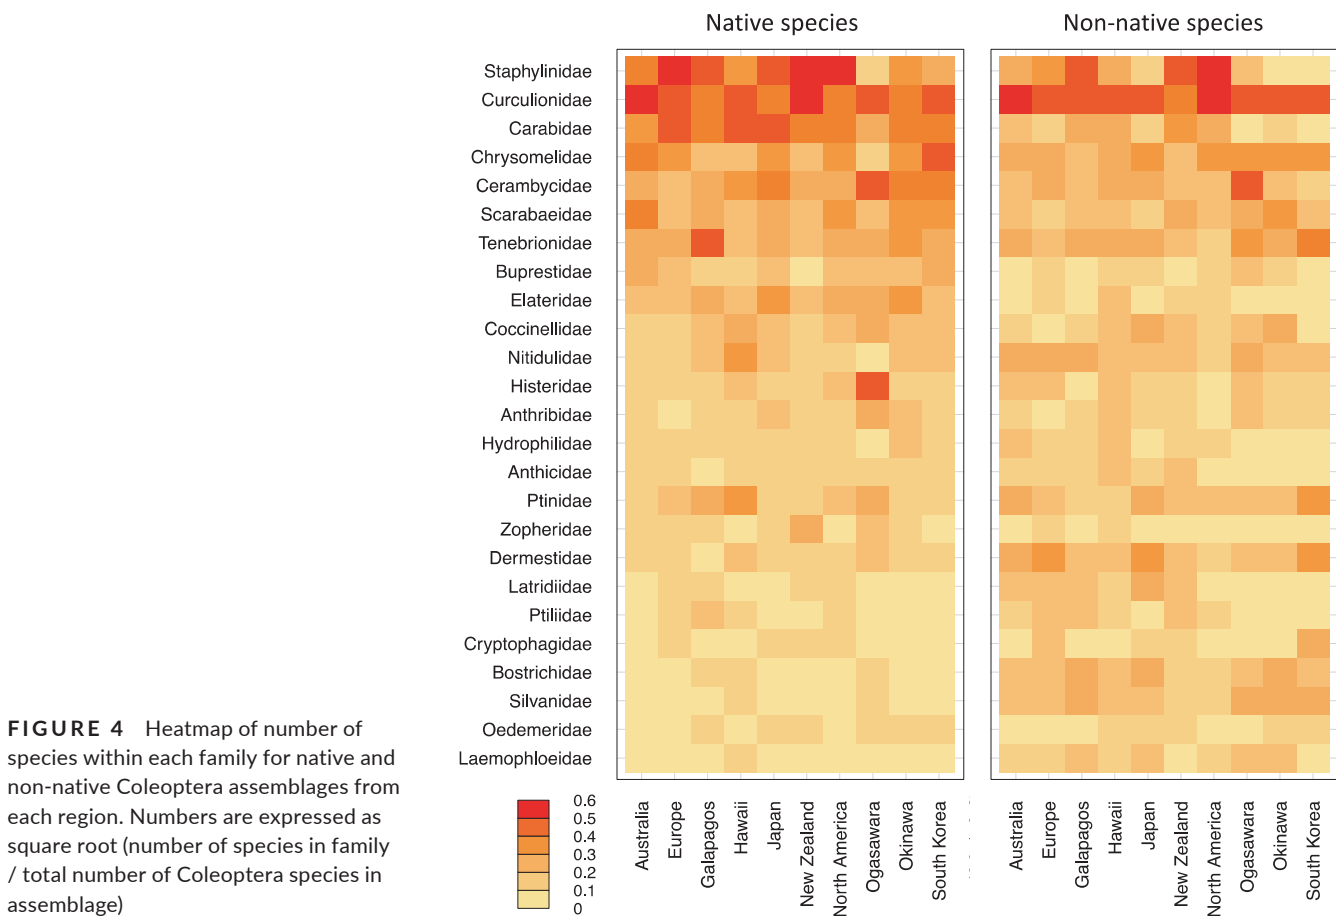 Native species
Non-native species
Staphylinidae
Curculionidae
Carabidae
Chrysomelidae
Cerambycidae
Scarabaeidae
Tenebrionidae
Buprestidae
Elateridae
Coccinellidae
Nitidulidae
Histeridae
Anthribidae
Hydrophilidae
Anthicidae
Ptinidae
Zopheridae
Dermestidae
Latridiidae
Ptiliidae
Cryptophagidae
Bostrichidae
Silvanidae
Oedemeridae
Laemophloeidae
FIGURE 4 Heatmap of number of
species within each family for native and
non-native Coleoptera assemblages from
each region. Numbers are expressed as
square root (number of species in family
/ total number of Coleoptera species in
assemblage)
0.6
0.5
0.4
0.3
0.2
0.1
0
Australia
Europe
Galapagos
Hawaii
Japan
New Zealand
North America
Ogasawara
Okinawa
South Korea
Australia
Europe
Galapagos
Hawaii
Japan
New Zealand
North America
Ogasawara
Okinawa
South Korea